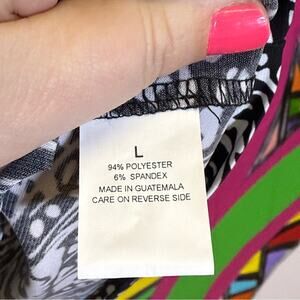 L
94% POLYESTER
6% SPANDEX
MADE IN GUATEMALA
CARE ON REVERSE SIDE